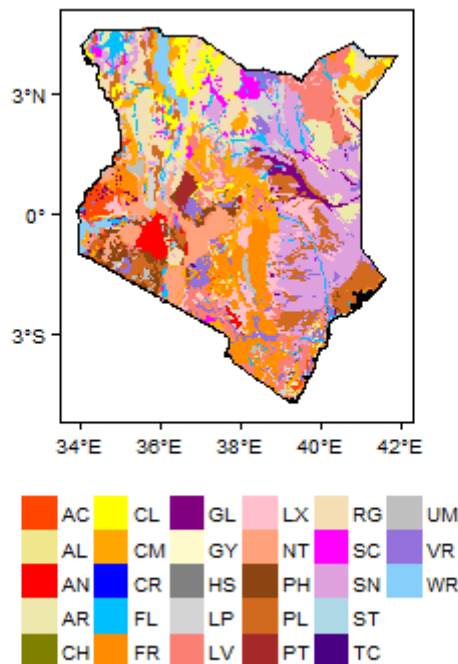 3°N
0°
3°S
34°E 36°E 38°E 40°E 42°E
AC CL GL LX RG UM
AL CM GY NT SC VR
AN CR HS PH SN WR
AR FL LP PL ST
CH FR LV PT TC